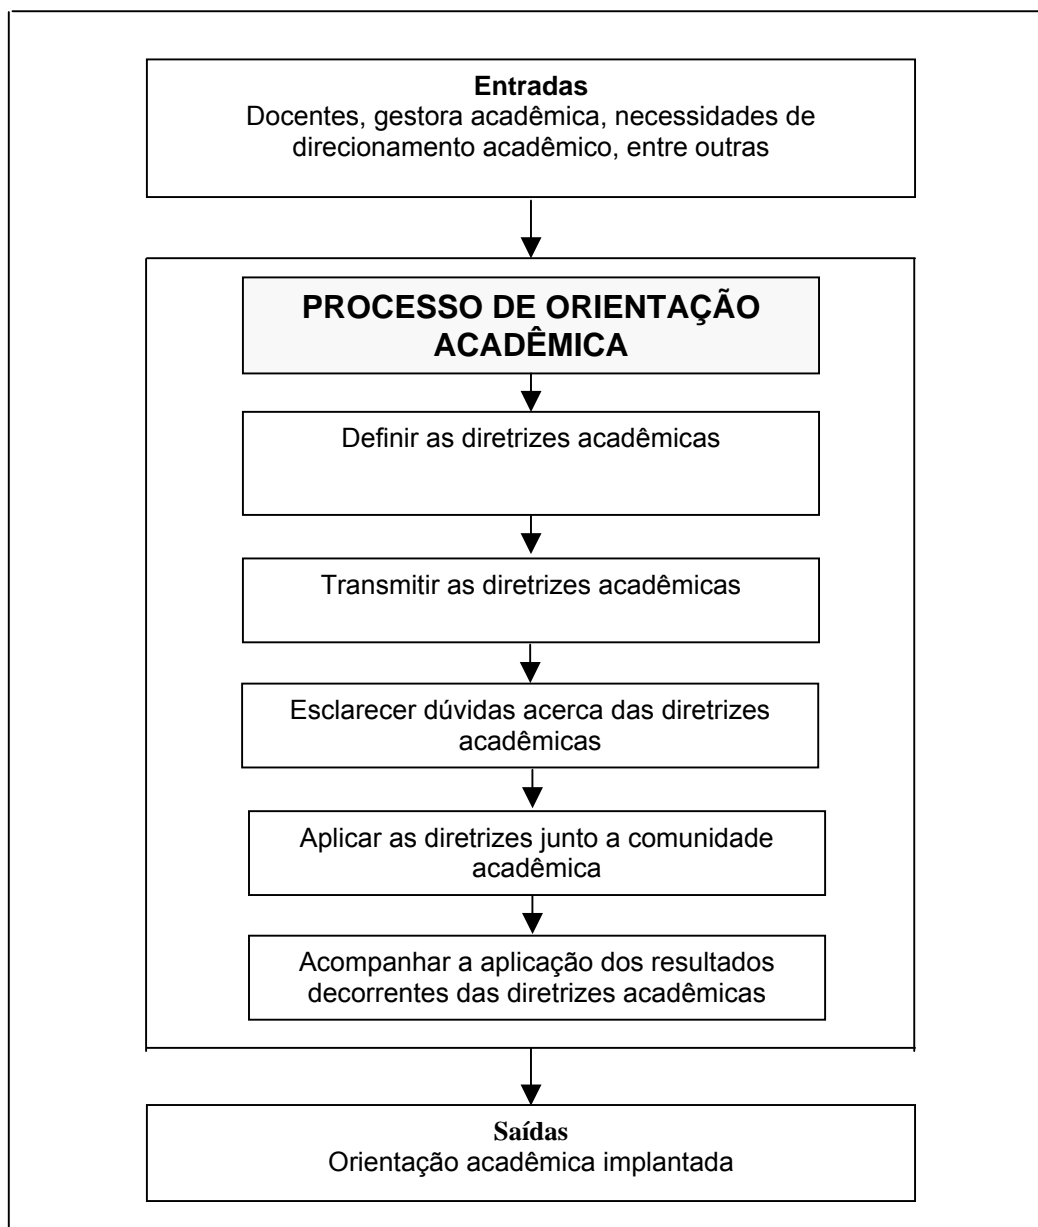 Entradas
Docentes, gestora acadêmica, necessidades de
direcionamento acadêmico, entre outras
PROCESSO DE ORIENTAÇÃO
ACADÊMICA
Definir as diretrizes acadêmicas
Transmitir as diretrizes acadêmicas
Esclarecer dúvidas acerca das diretrizes
acadêmicas
Aplicar as diretrizes junto a comunidade
acadêmica
Acompanhar a aplicação dos resultados
decorrentes das diretrizes acadêmicas
Saídas
Orientação acadêmica implantada